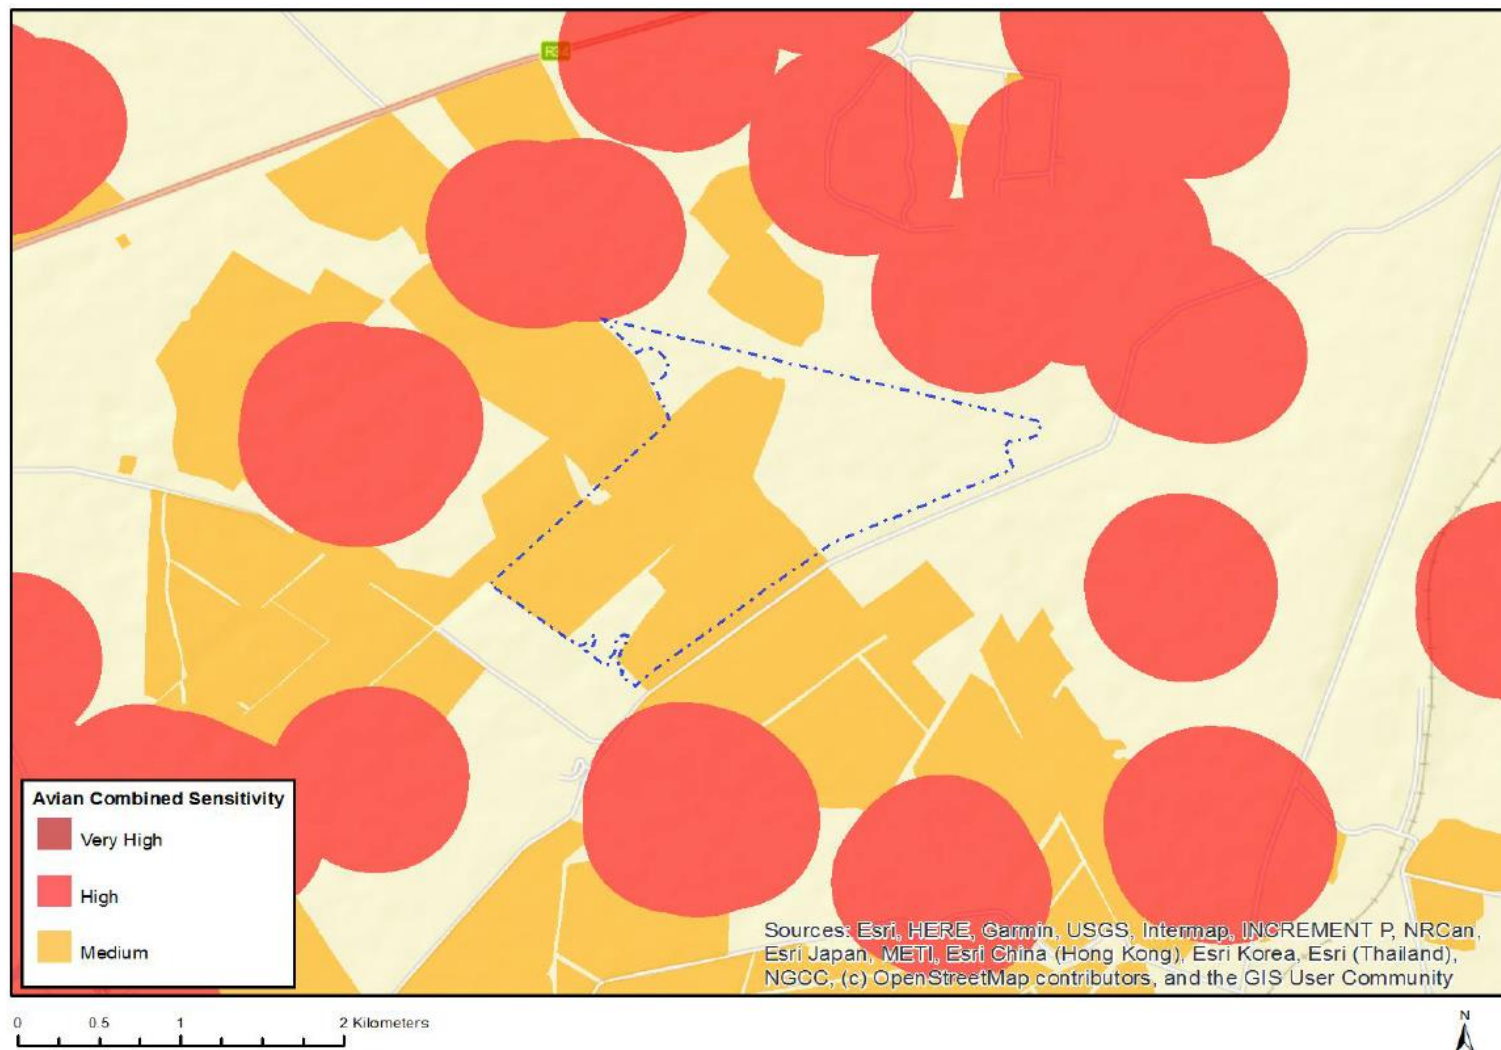 R34
Avian Combined Sensitivity
Very High
High
Medium
Sources: Esri, HERE, Garmin, USGS, Intermap, INCREMENT P, NRCan,
Esri Japan, METI, Esri China (Hong Kong), Esri Korea, Esri (Thailand),
NGCC, (c) OpenStreetMap contributors, and the GIS User Community
0 0.5 1 2 Kilometers
N